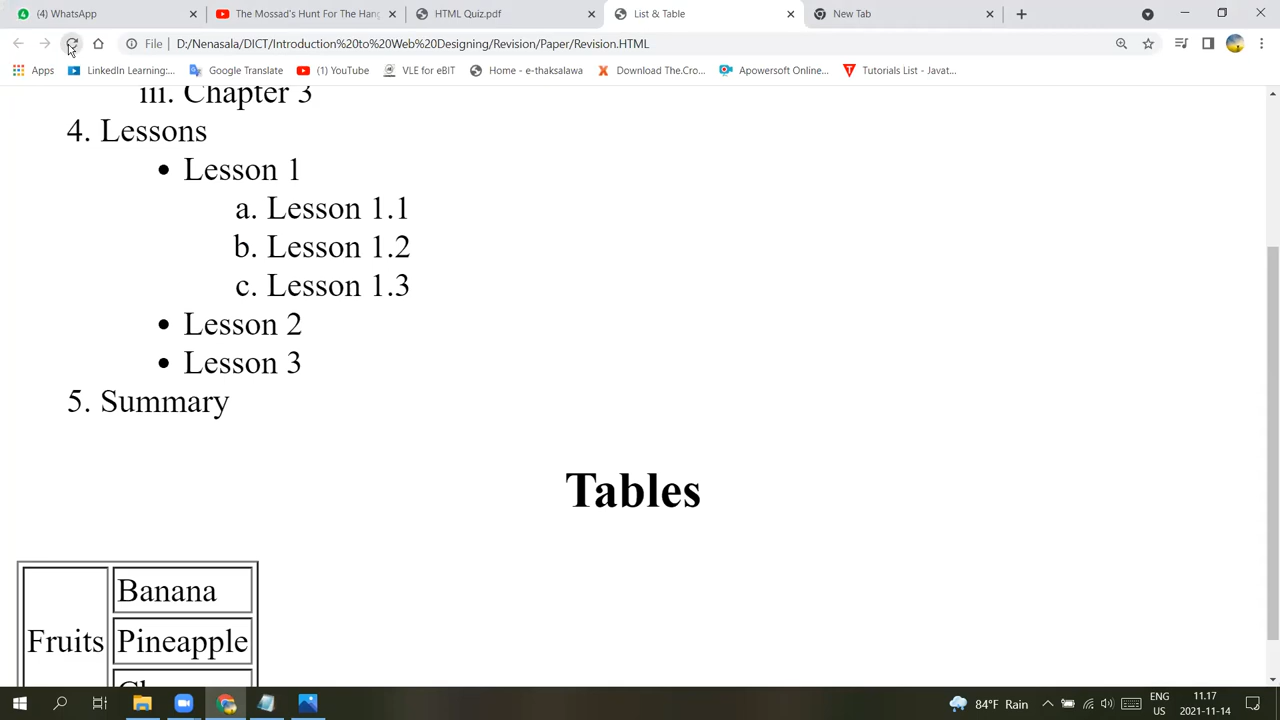 (4) WhatsApp
The Mossad's Hunt For The Hang
HTML Quiz.pdf
List & Table
New Tab
File D:/Nenasala/DICT/Introduction%20to%20Web%20Designing/Revision/Paper/Revision.HTML
Apps
LinkedIn Learning:...
Google Translate
(1) YouTube
VLE for eBIT
Home - e-thaksalawa
Download The.Cro...
Apowersoft Online...
Tutorials List - Javat...
iii. Chapter 3
4. Lessons
• Lesson 1
a. Lesson 1.1
b. Lesson 1.2
c. Lesson 1.3
• Lesson 2
• Lesson 3
5. Summary
Tables
Banana
Fruits Pineapple
84°F Rain
ENG
US
11.17
2021-11-14